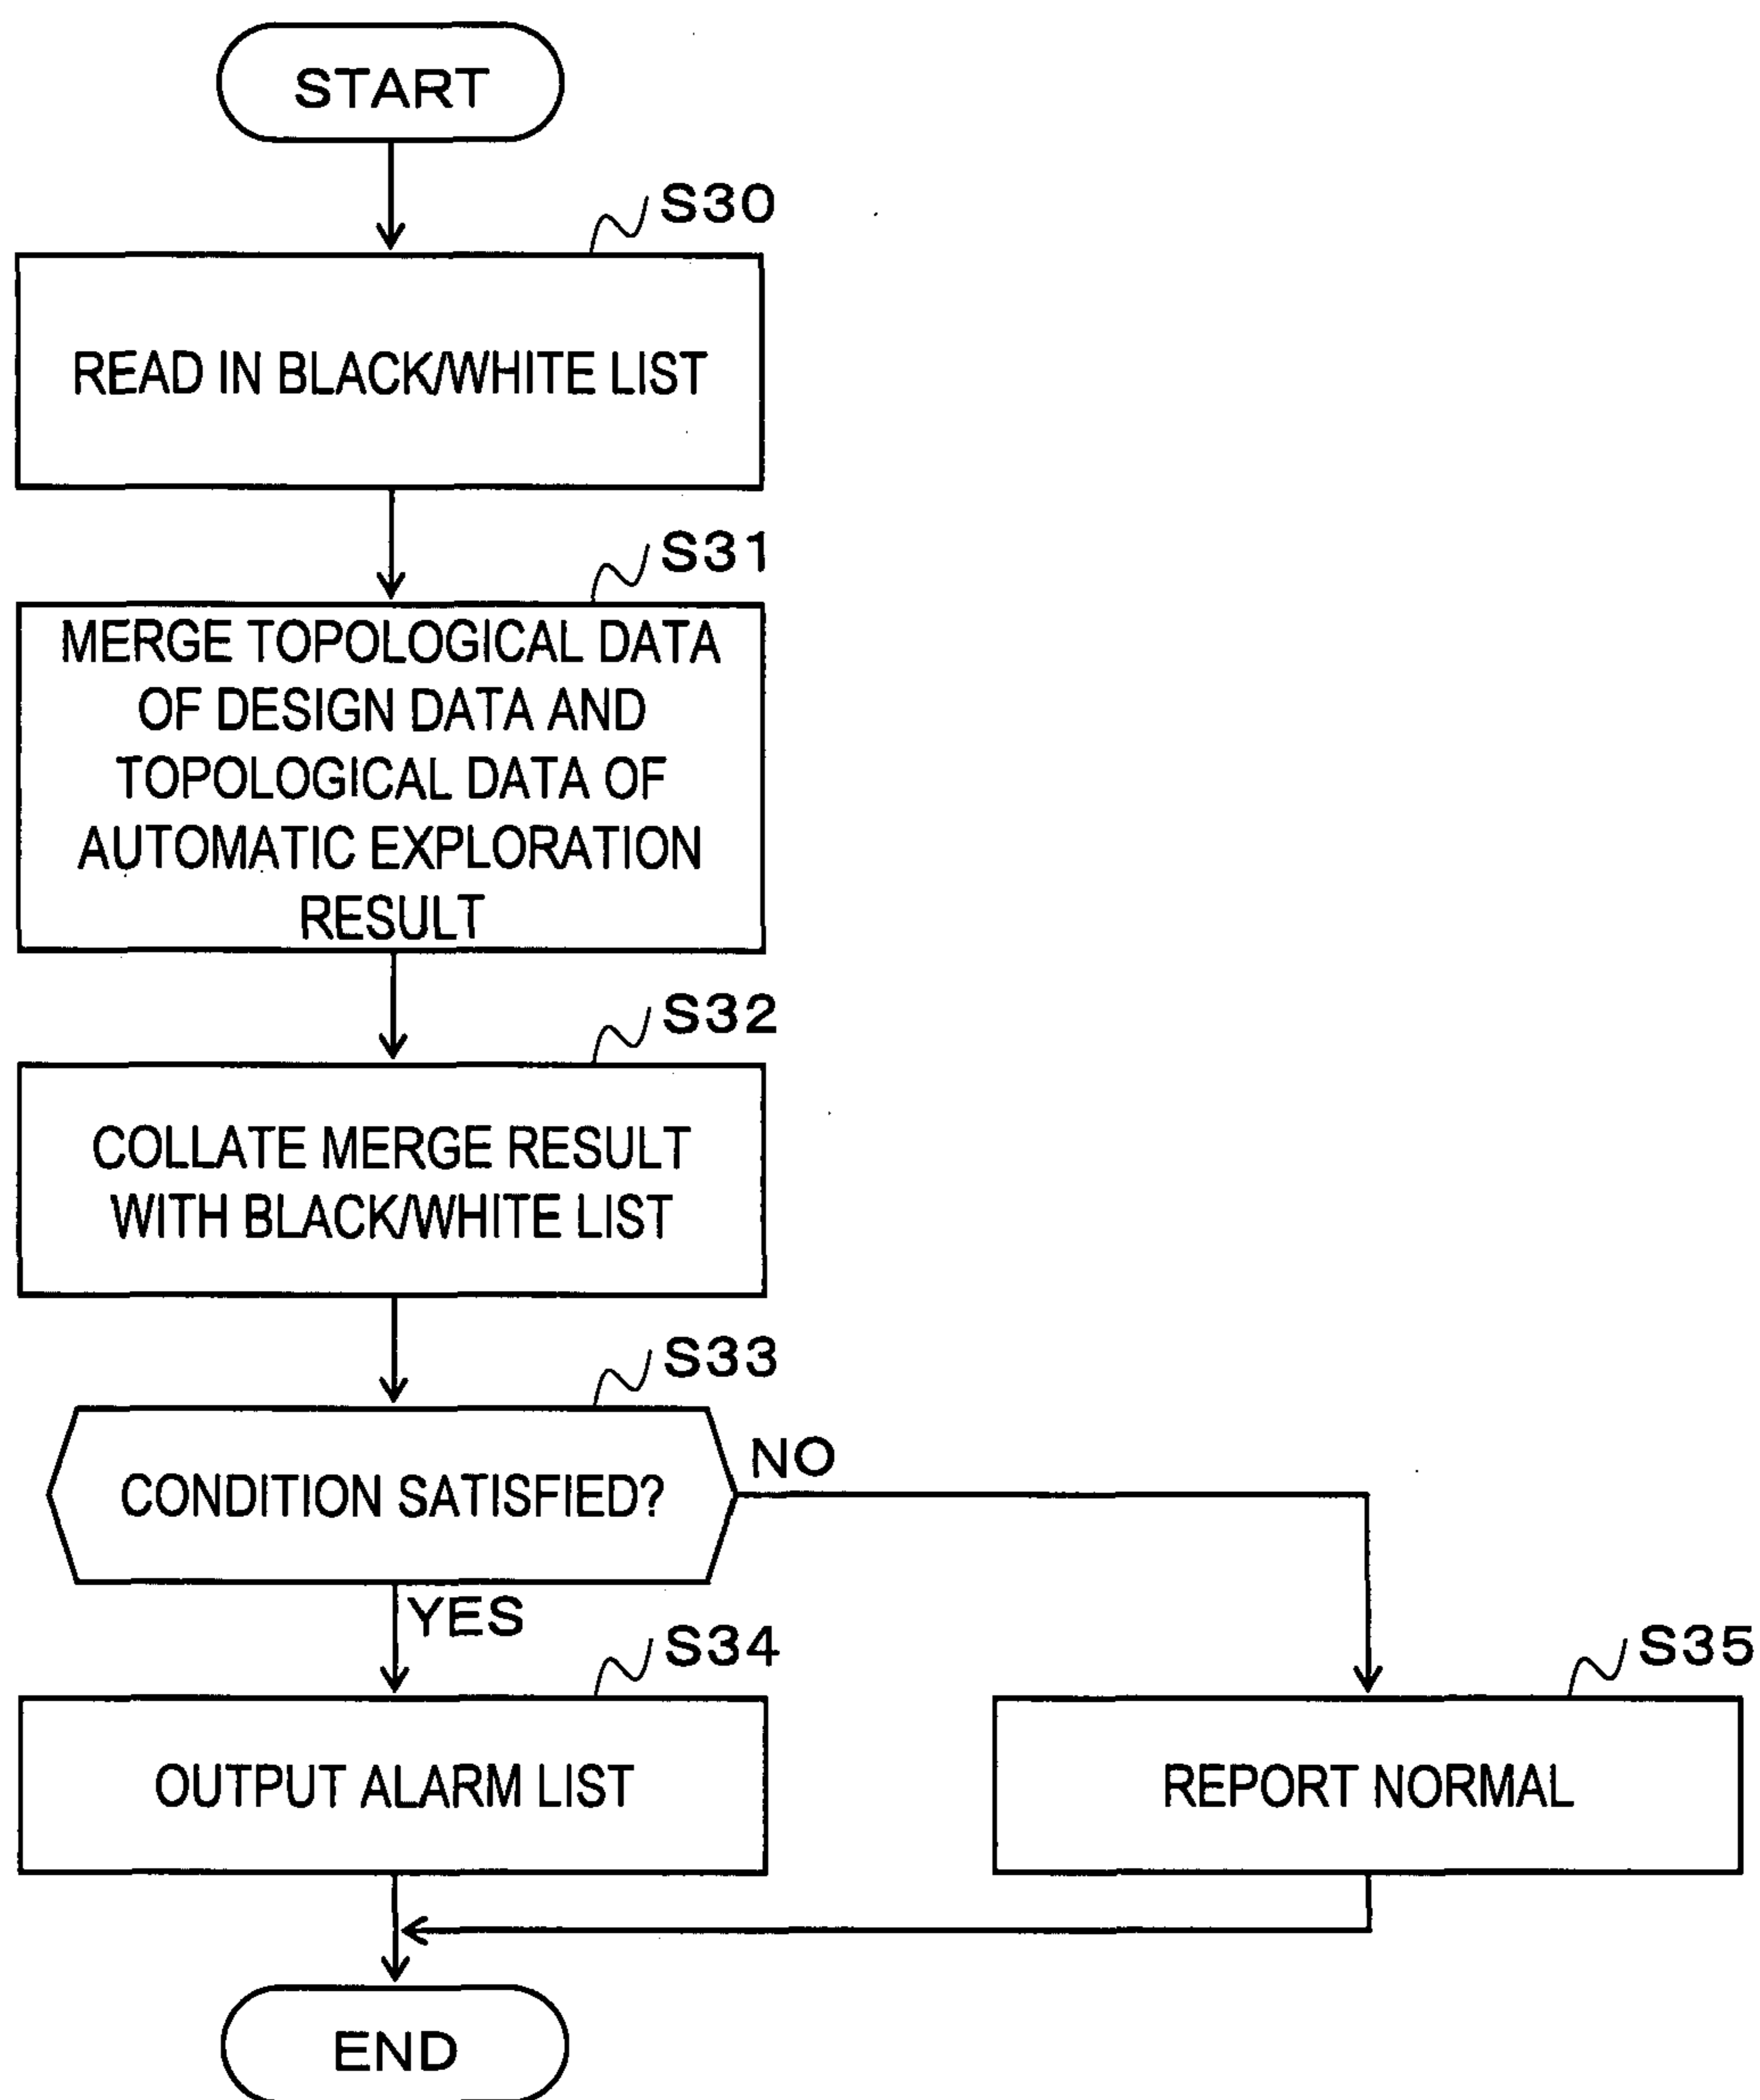 START
S30
READ IN BLACK/WHITE LIST
S31
MERGE TOPOLOGICAL DATA
OF DESIGN DATA AND
TOPOLOGICAL DATA OF
AUTOMATIC EXPLORATION
RESULT
S32
COLLATE MERGE RESULT
WITH BLACK/WHITE LIST
S33
CONDITION SATISFIED?
NO
YES
S34
OUTPUT ALARM LIST
S35
REPORT NORMAL
END